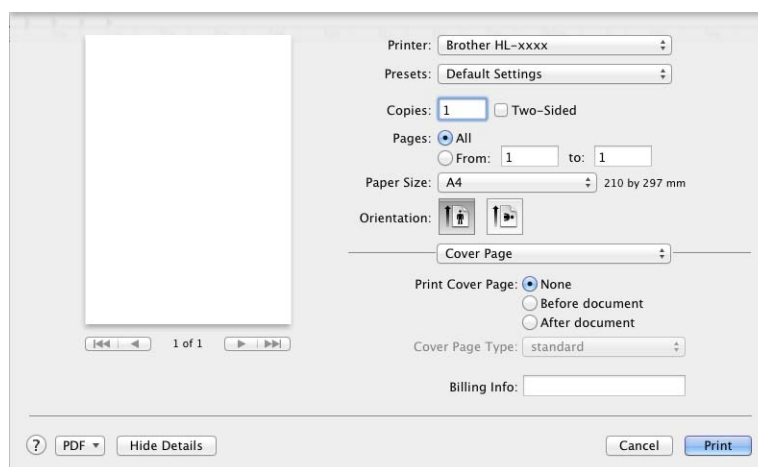 Printer: Brother HL-xxxx
Presets: Default Settings
Copies: 1 Two-Sided
Pages: All
From: 1 to: 1
Paper Size: A4 210 by 297 mm
Orientation:
Cover Page
Print Cover Page: None
Before document
After document
Cover Page Type: standard
Billing Info:
1 of 1
? PDF Hide Details Cancel Print